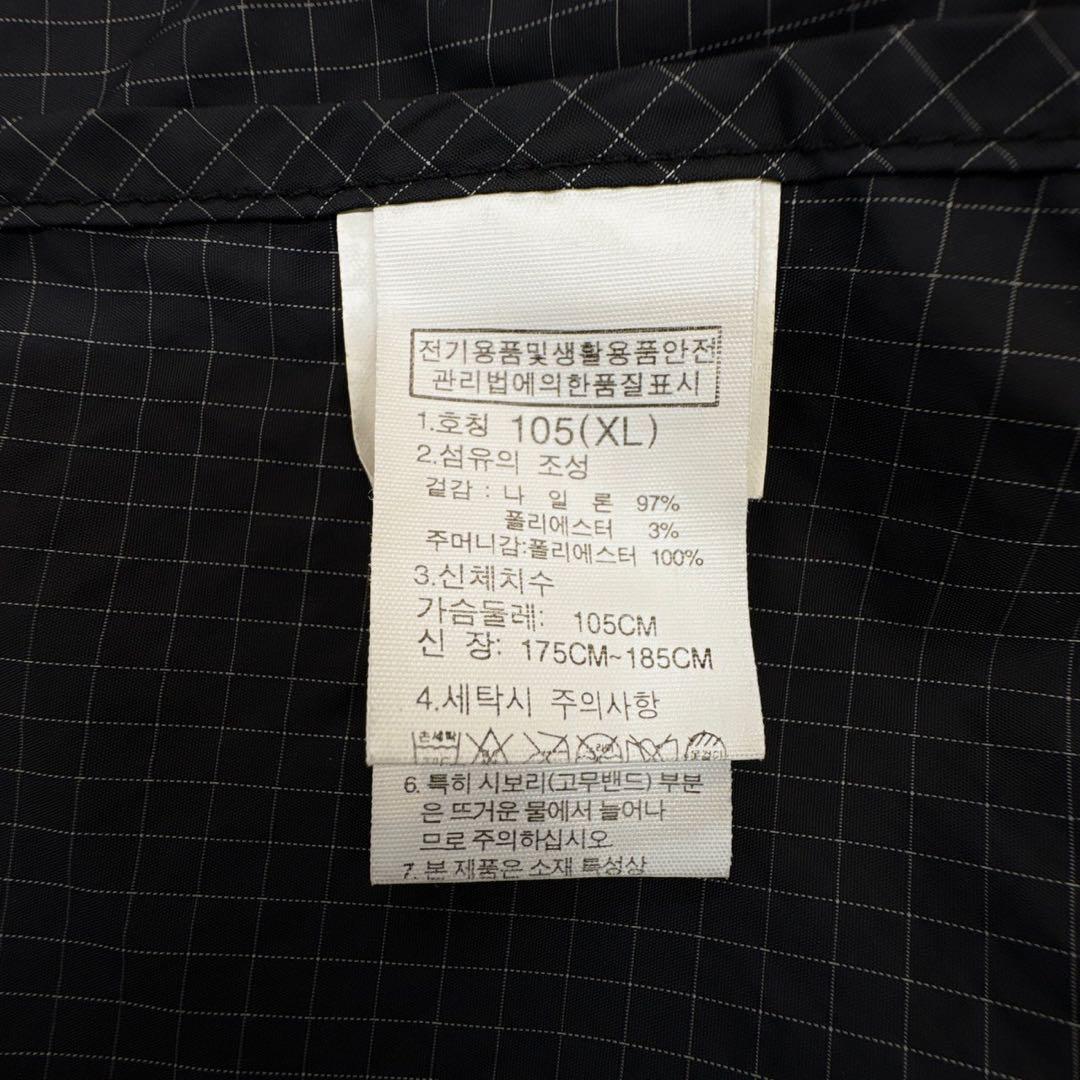 전기용품및생활용품안전
관리법에의한품질표시
1.호칭 105(XL)
2.섬유의 조성
겉감 : 나 일 론 97%
폴리에스터 3%
주머니감:폴리에스터 100%
3.신체치수
가슴둘레: 105CM
신 장: 175CM~185CM
4.세탁시 주의사항
손세탁
옷걸이
6. 특히 시보리(고무밴드) 부분
은 뜨거운 물에서 늘어나
므로 주의하십시오.
7. 본 제품은 소재 특성상